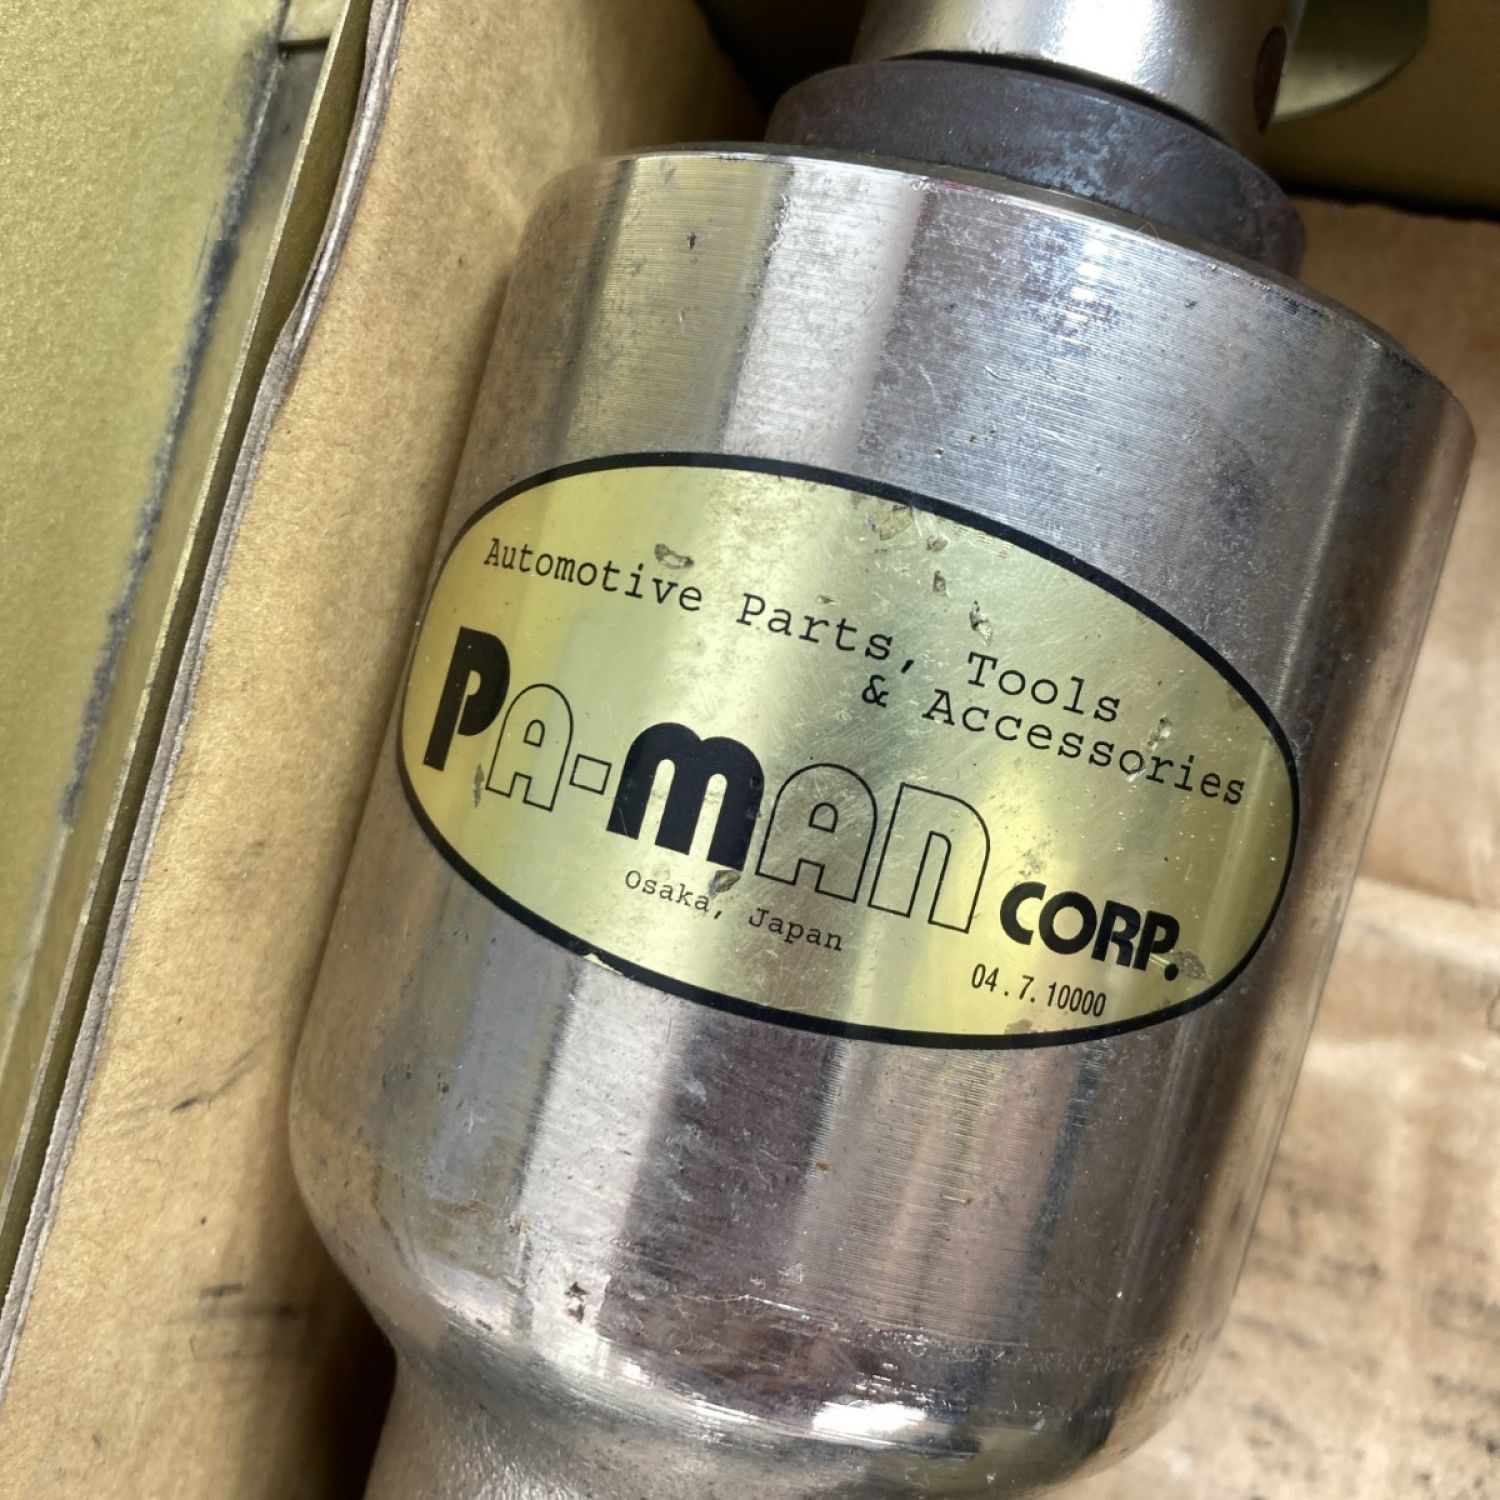 Automotive Parts, Tools
& Accessories
PA-MAN CORP.
Osaka, Japan
04.7.10000